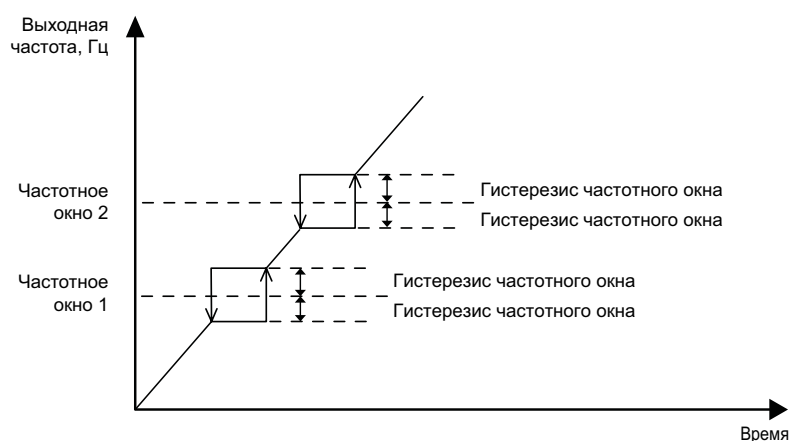 Выходная
частота, Гц
Частотное
окно 2
Гистерезис частотного окна
Гистерезис частотного окна
Частотное
окно 1
Гистерезис частотного окна
Гистерезис частотного окна
Время